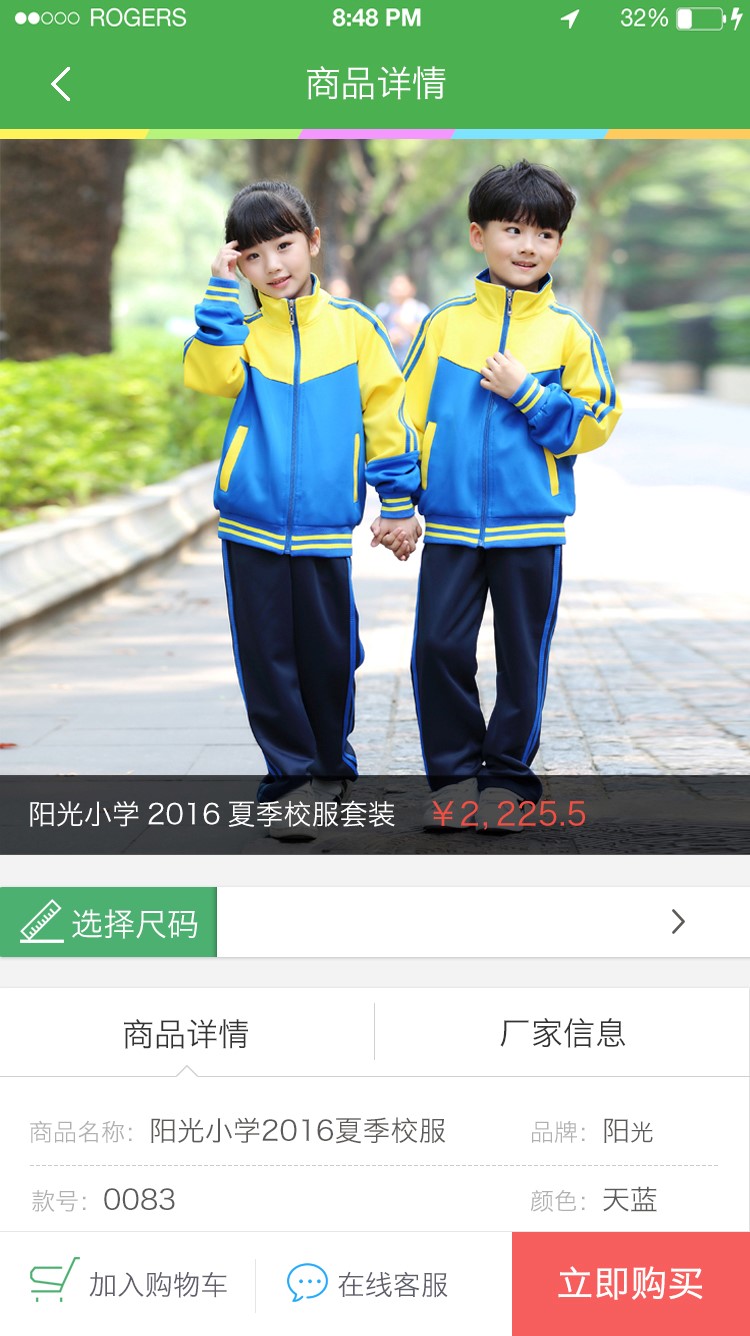 ROGERS 8:48 PM 32%
商品详情
阳光小学 2016 夏季校服套装 ￥2,225.5
选择尺码
商品详情 厂家信息
商品名称：阳光小学2016夏季校服 品牌：阳光
款号：0083 颜色：天蓝
加入购物车 在线客服 立即购买